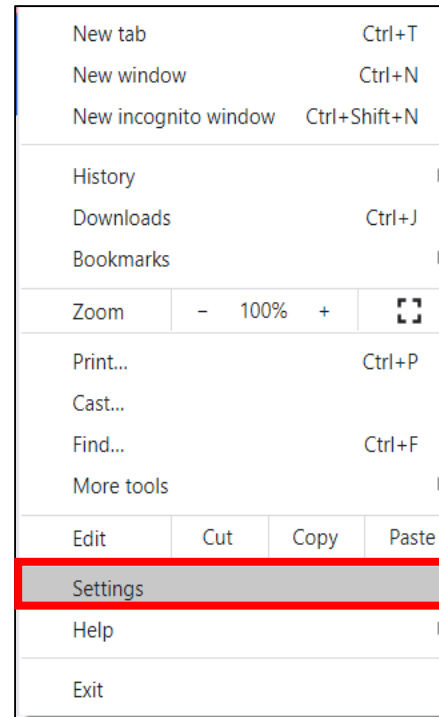 New tab Ctrl+T
New window Ctrl+N
New incognito window Ctrl+Shift+N
History
Downloads Ctrl+J
Bookmarks
Zoom - 100% +
Print... Ctrl+P
Cast...
Find... Ctrl+F
More tools
Edit Cut Copy Paste
Settings
Help
Exit